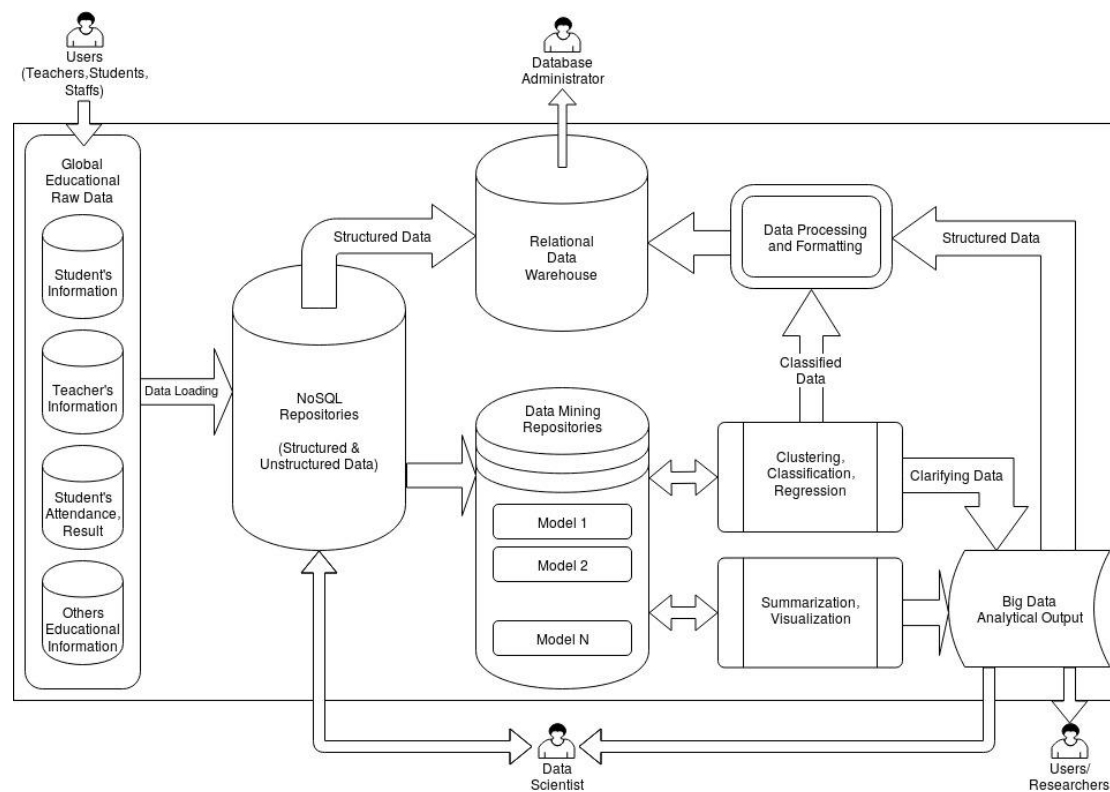 Users
(Teachers,Students,
Staffs)
Database
Administrator
Global
Educational
Raw Data
Student's
Information
Teacher's
Information
Student's
Attendance,
Result
Others
Educational
Information
Data Loading
NoSQL
Repositories
(Structured &
Unstructured Data)
Structured Data
Relational
Data
Warehouse
Data Processing
and Formatting
Structured Data
Classified
Data
Data Mining
Repositories
Model 1
Model 2
Model N
Clustering,
Classification,
Regression
Clarifying Data
Summarization,
Visualization
Big Data
Analytical Output
Data
Scientist
Users/
Researchers